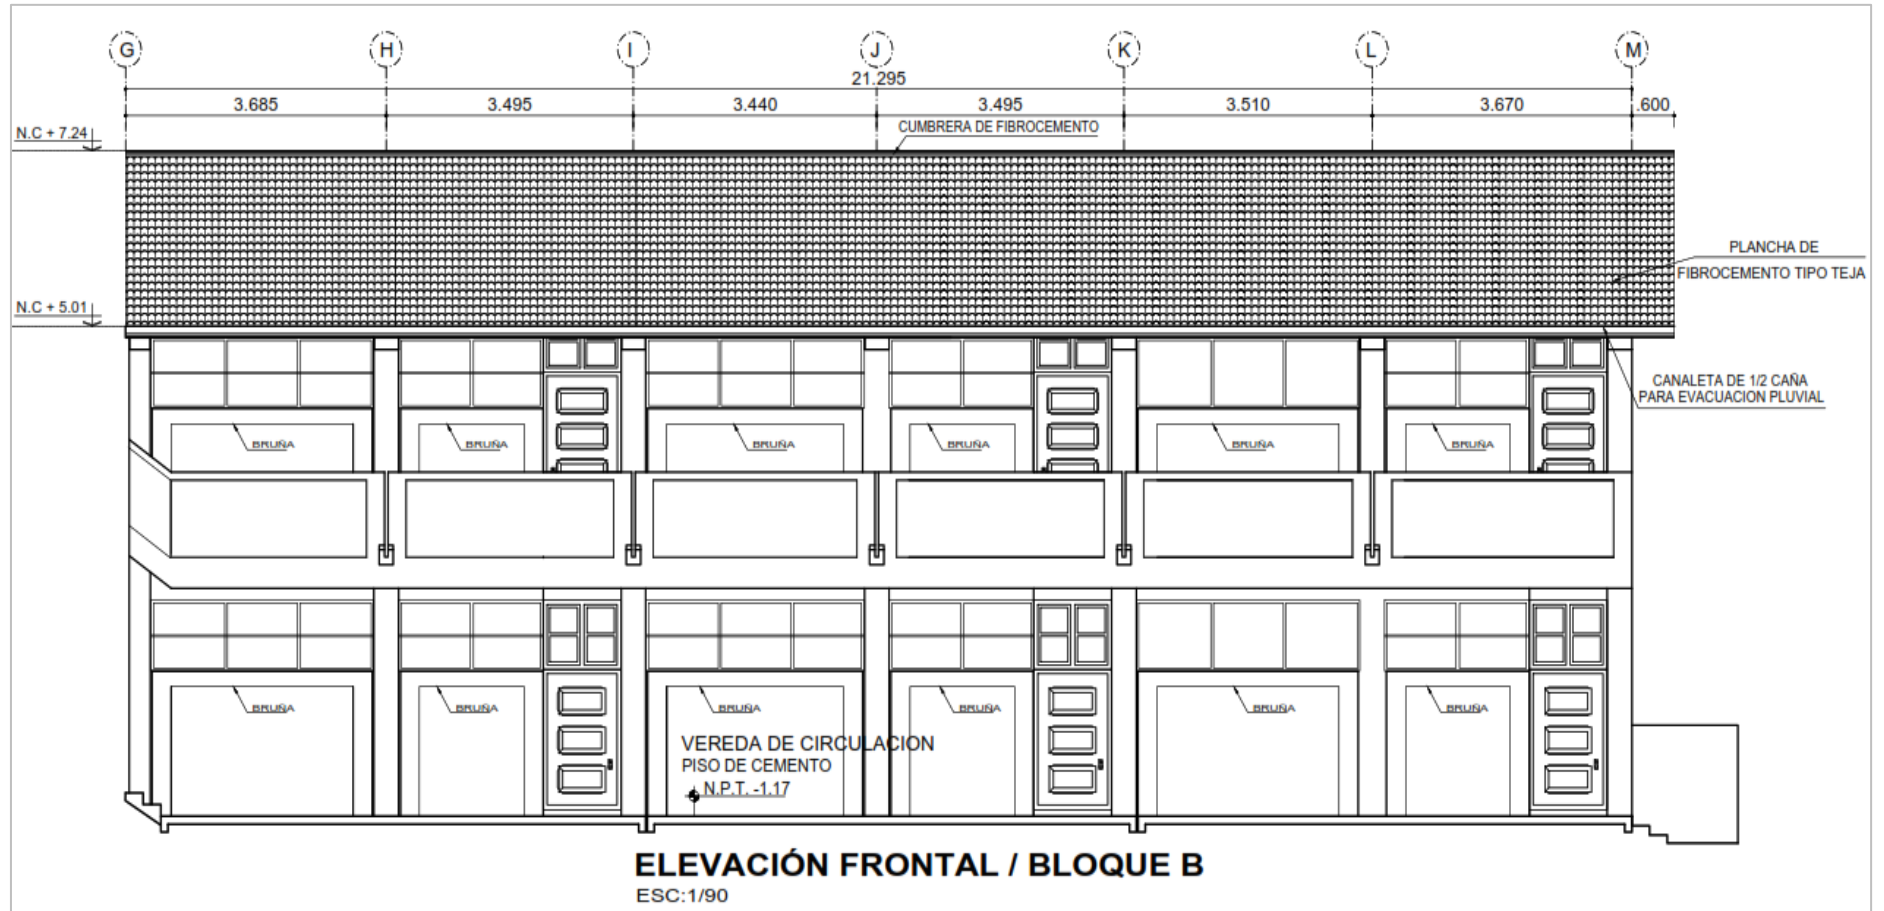 G H I J K L M
21.295
3.685 3.495 3.440 3.495 3.510 3.670 .600
CUMBRERA DE FIBROCEMENTO
N.C + 7.24
PLANCHA DE
FIBROCEMENTO TIPO TEJA
N.C + 5.01
CANALETA DE 1/2 CAÑA
PARA EVACUACION PLUVIAL
BRUÑA BRUÑA BRUÑA BRUÑA BRUÑA BRUÑA
BRUÑA BRUÑA BRUÑA BRUÑA BRUÑA BRUÑA
VEREDA DE CIRCULACION
PISO DE CEMENTO
N.P.T. -1.17
ELEVACIÓN FRONTAL / BLOQUE B
ESC:1/90